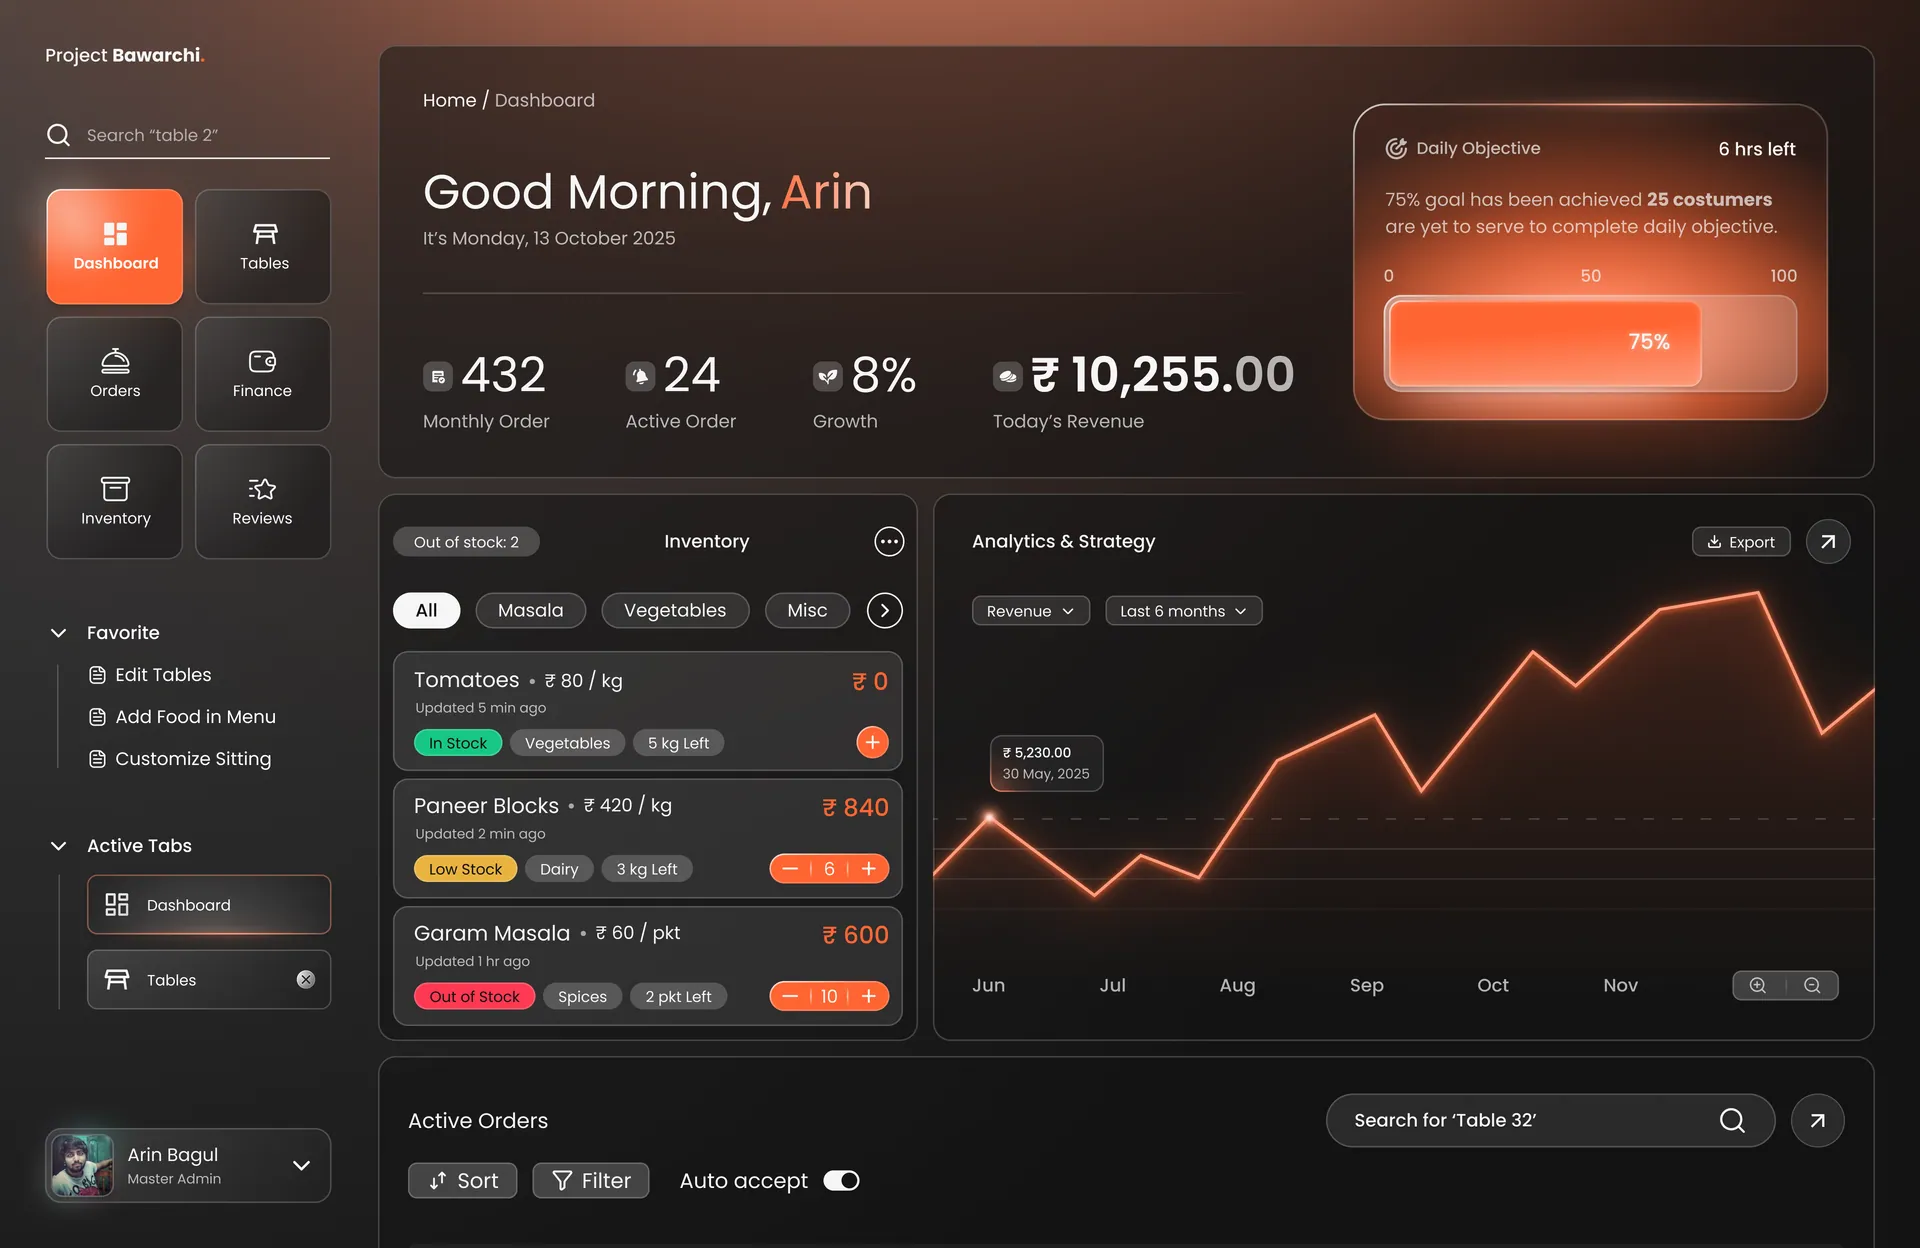 Project Bawarchi.
Search “table 2”
Dashboard
Tables
Orders
Finance
Inventory
Reviews
Favorite
Edit Tables
Add Food in Menu
Customize Sitting
Active Tabs
Dashboard
Tables
Arin Bagul
Master Admin
Home / Dashboard
Good Morning, Arin
It’s Monday, 13 October 2025
432
Monthly Order
24
Active Order
8%
Growth
₹ 10,255.00
Today’s Revenue
Daily Objective
6 hrs left
75% goal has been achieved 25 costumers
are yet to serve to complete daily objective.
0 50 100
75%
Out of stock: 2
Inventory
All Masala Vegetables Misc
Tomatoes • ₹ 80 / kg ₹ 0
Updated 5 min ago
In Stock Vegetables 5 kg Left +
Paneer Blocks • ₹ 420 / kg ₹ 840
Updated 2 min ago
Low Stock Dairy 3 kg Left − 6 +
Garam Masala • ₹ 60 / pkt ₹ 600
Updated 1 hr ago
Out of Stock Spices 2 pkt Left − 10 +
Analytics & Strategy
Export
Revenue
Last 6 months
₹ 5,230.00
30 May, 2025
Jun Jul Aug Sep Oct Nov
Active Orders
Search for ‘Table 32’
Sort
Filter
Auto accept